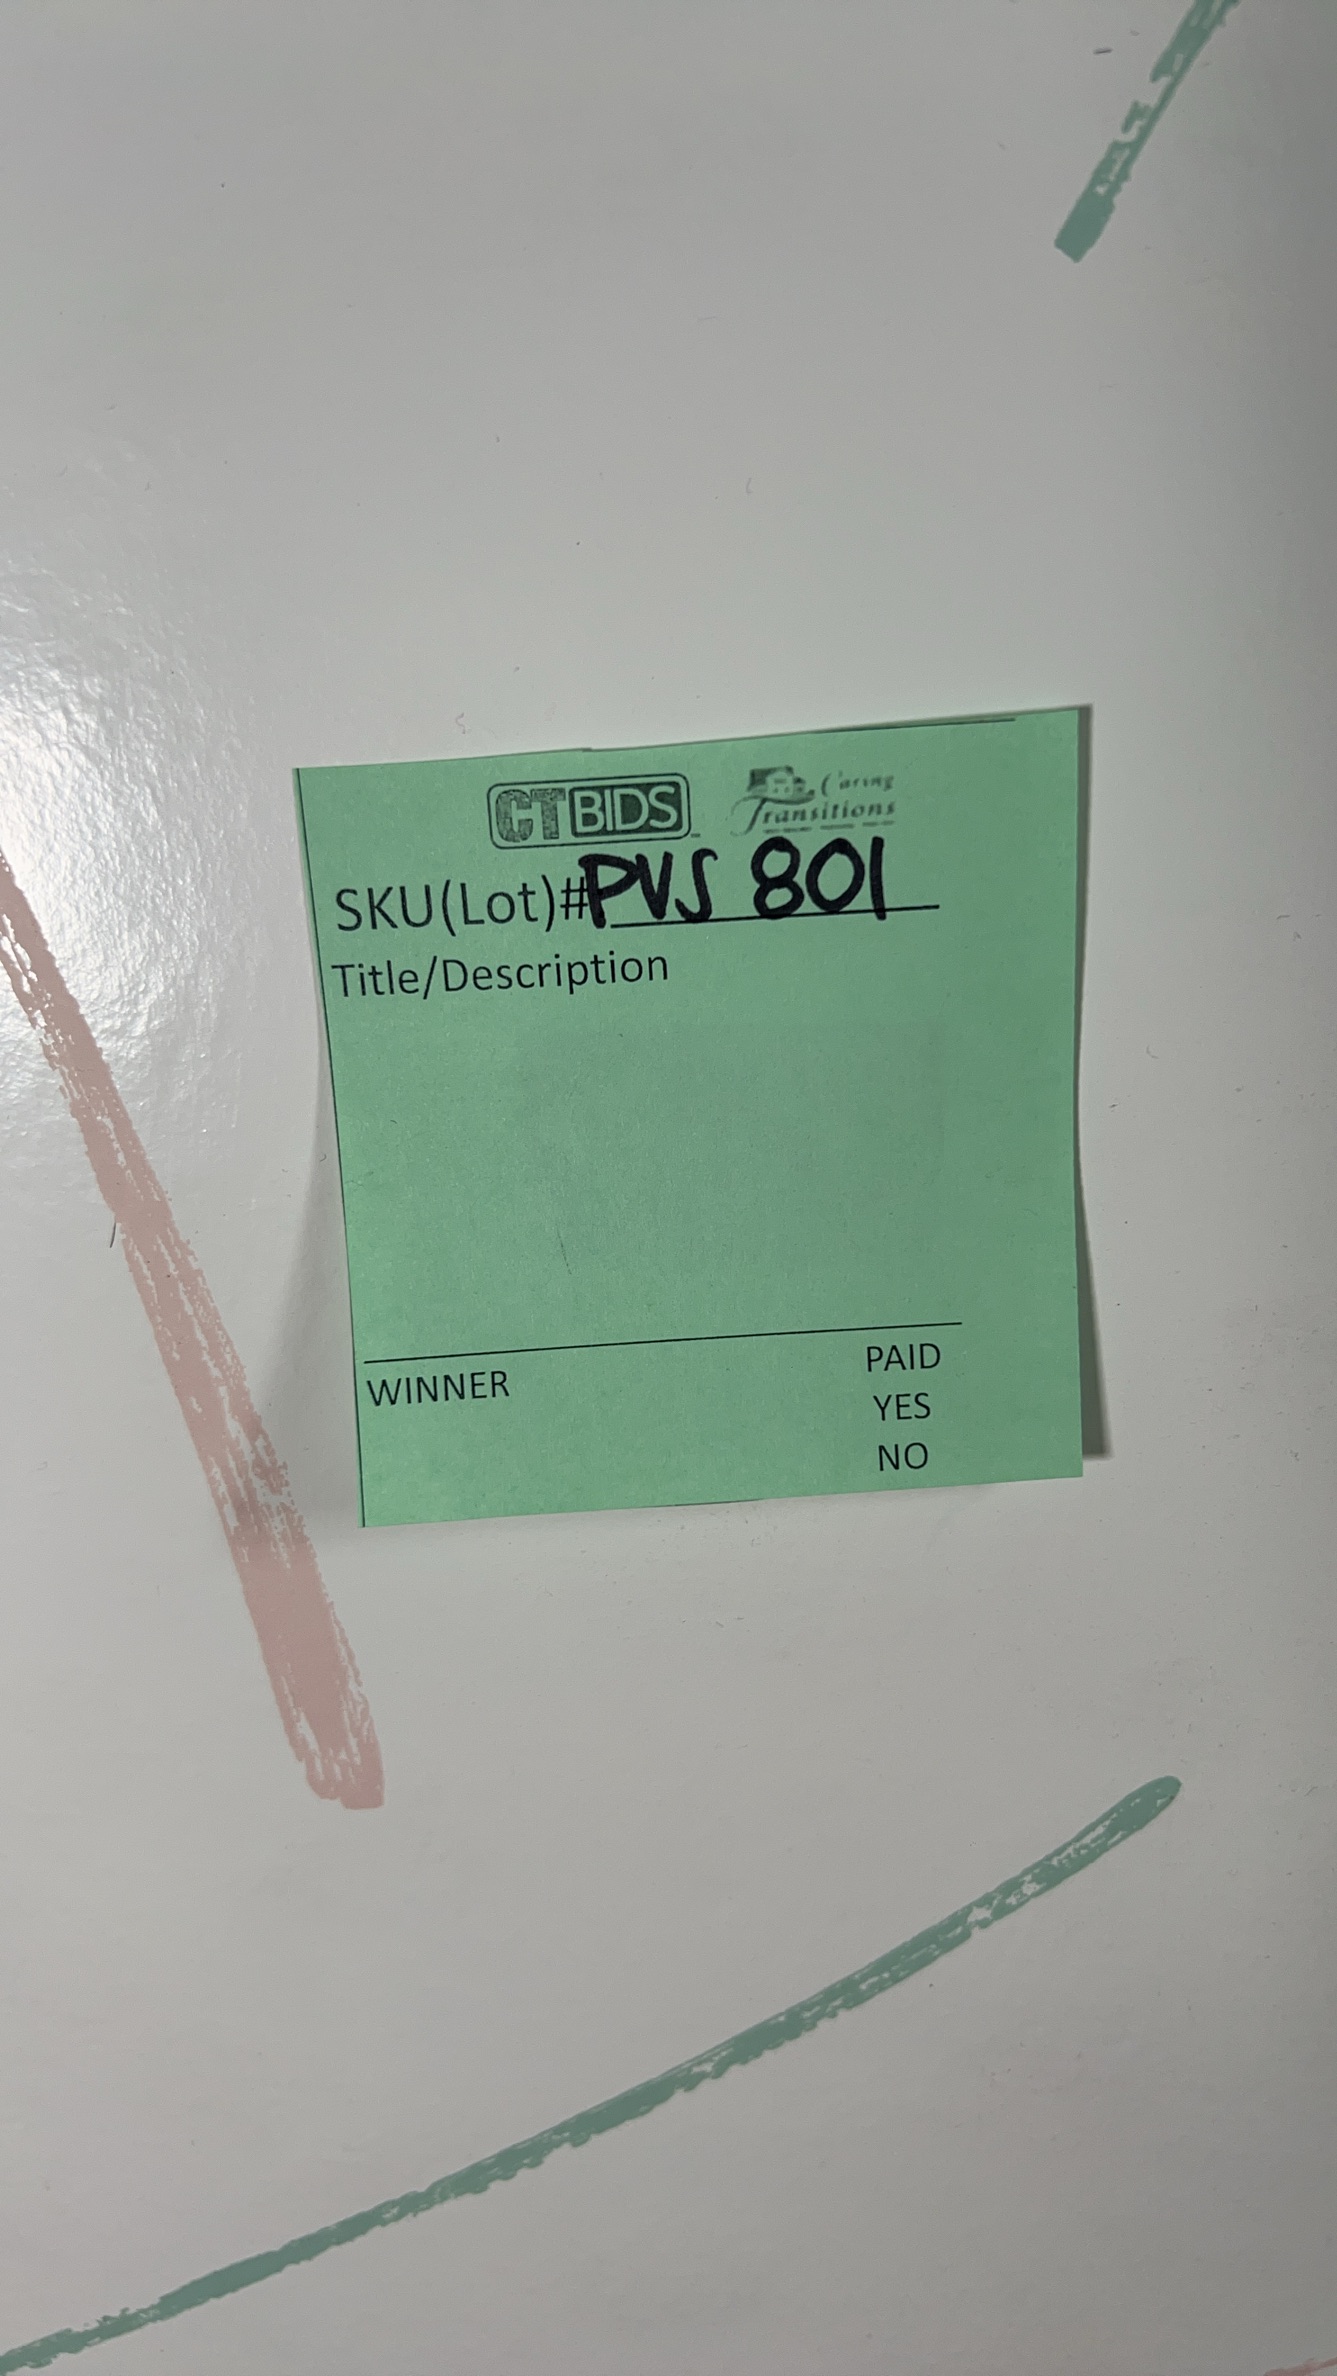 CTBIDS Caring
Transitions
SKU(Lot)#PVS 801
Title/Description
WINNER PAID
YES
NO